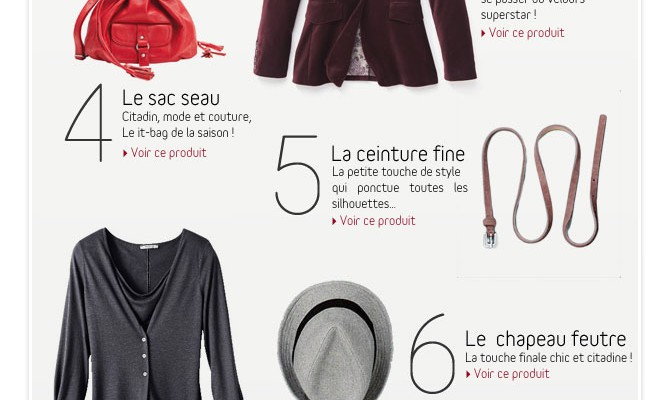 superstar !
Voir ce produit
4
Le sac seau
Citadin, mode et couture,
Le it-bag de la saison !
Voir ce produit
5
La ceinture fine
La petite touche de style
qui ponctue toutes les
silhouettes...
Voir ce produit
6
Le chapeau feutre
La touche finale chic et citadine !
Voir ce produit